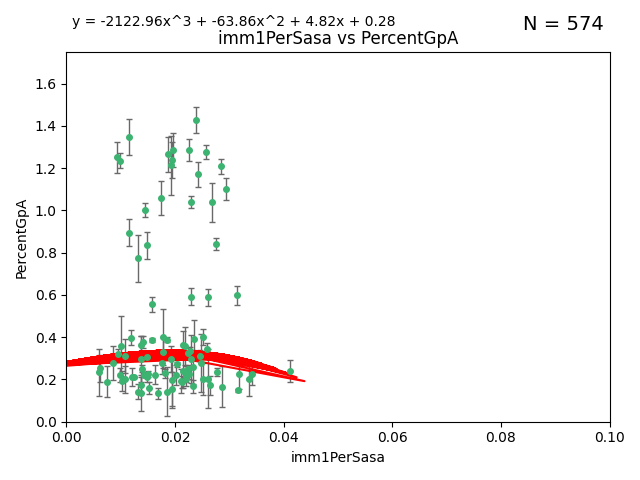 y = -2122.96x^3 + -63.86x^2 + 4.82x + 0.28
N = 574
imm1PerSasa vs PercentGpA
PercentGpA
1.6
1.4
1.2
1.0
0.8
0.6
0.4
0.2
0.0
0.00 0.02 0.04 0.06 0.08 0.10
imm1PerSasa